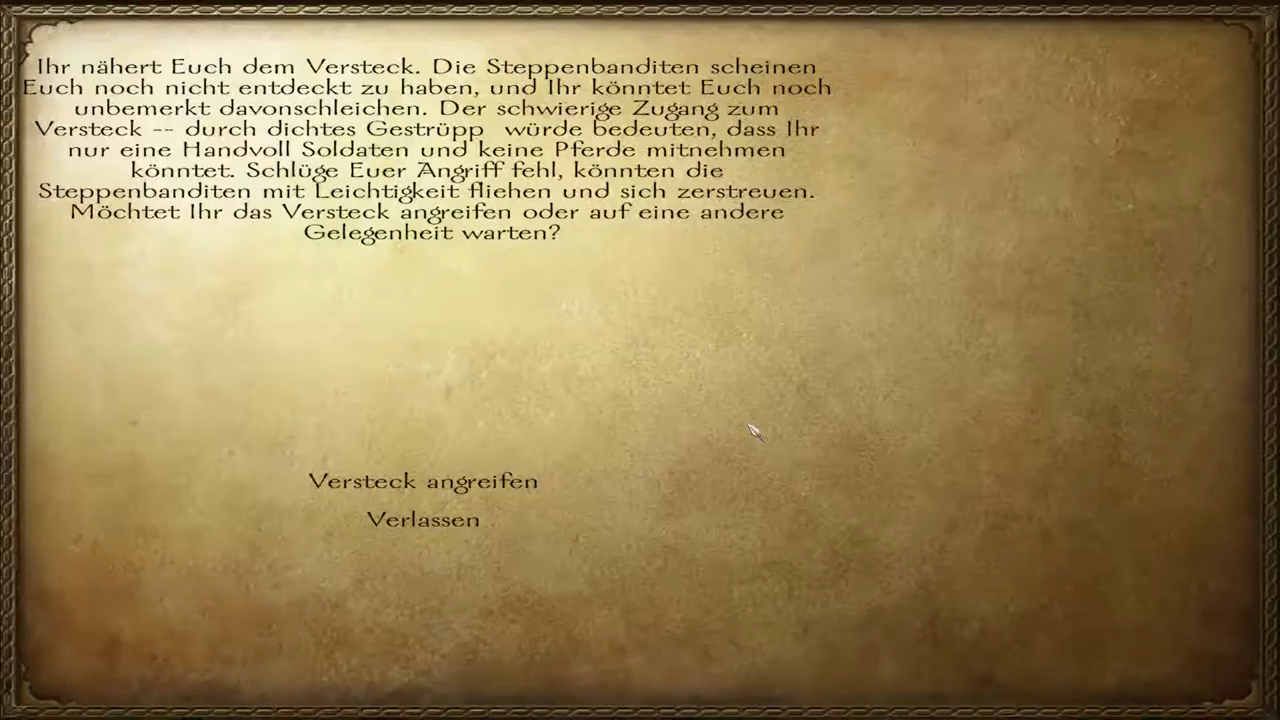 Ihr nähert Euch dem Versteck. Die Steppenbanditen scheinen
Euch noch nicht entdeckt zu haben, und Ihr könntet Euch noch
unbemerkt davonschleichen. Der schwierige Zugang zum
Versteck -- durch dichtes Gestrüpp  würde bedeuten, dass Ihr
nur eine Handvoll Soldaten und keine Pferde mitnehmen
könntet. Schlüge Euer Angriff fehl, könnten die
Steppenbanditen mit Leichtigkeit fliehen und sich zerstreuen.
Möchtet Ihr das Versteck angreifen oder auf eine andere
Gelegenheit warten?
Versteck angreifen
Verlassen